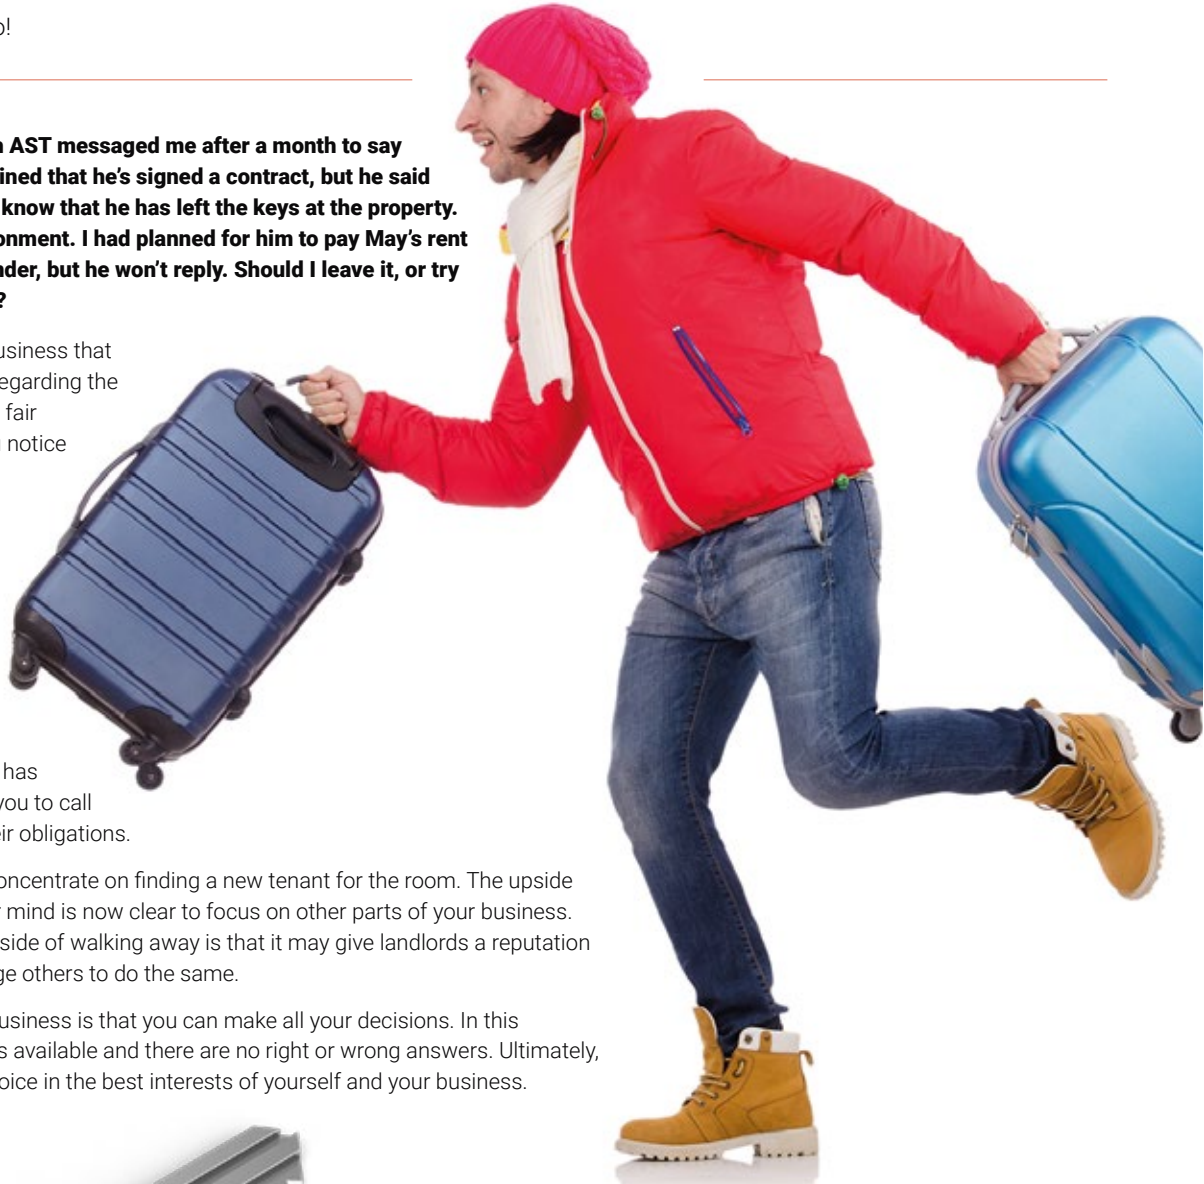 o!
n AST messaged me after a month to say
ined that he’s signed a contract, but he said
know that he has left the keys at the property.
onment. I had planned for him to pay May’s rent
nder, but he won’t reply. Should I leave it, or try
?
usiness that
egarding the
fair
notice
has
you to call
ir obligations.
oncentrate on finding a new tenant for the room. The upside
r mind is now clear to focus on other parts of your business.
side of walking away is that it may give landlords a reputation
ge others to do the same.
usiness is that you can make all your decisions. In this
s available and there are no right or wrong answers. Ultimately,
oice in the best interests of yourself and your business.